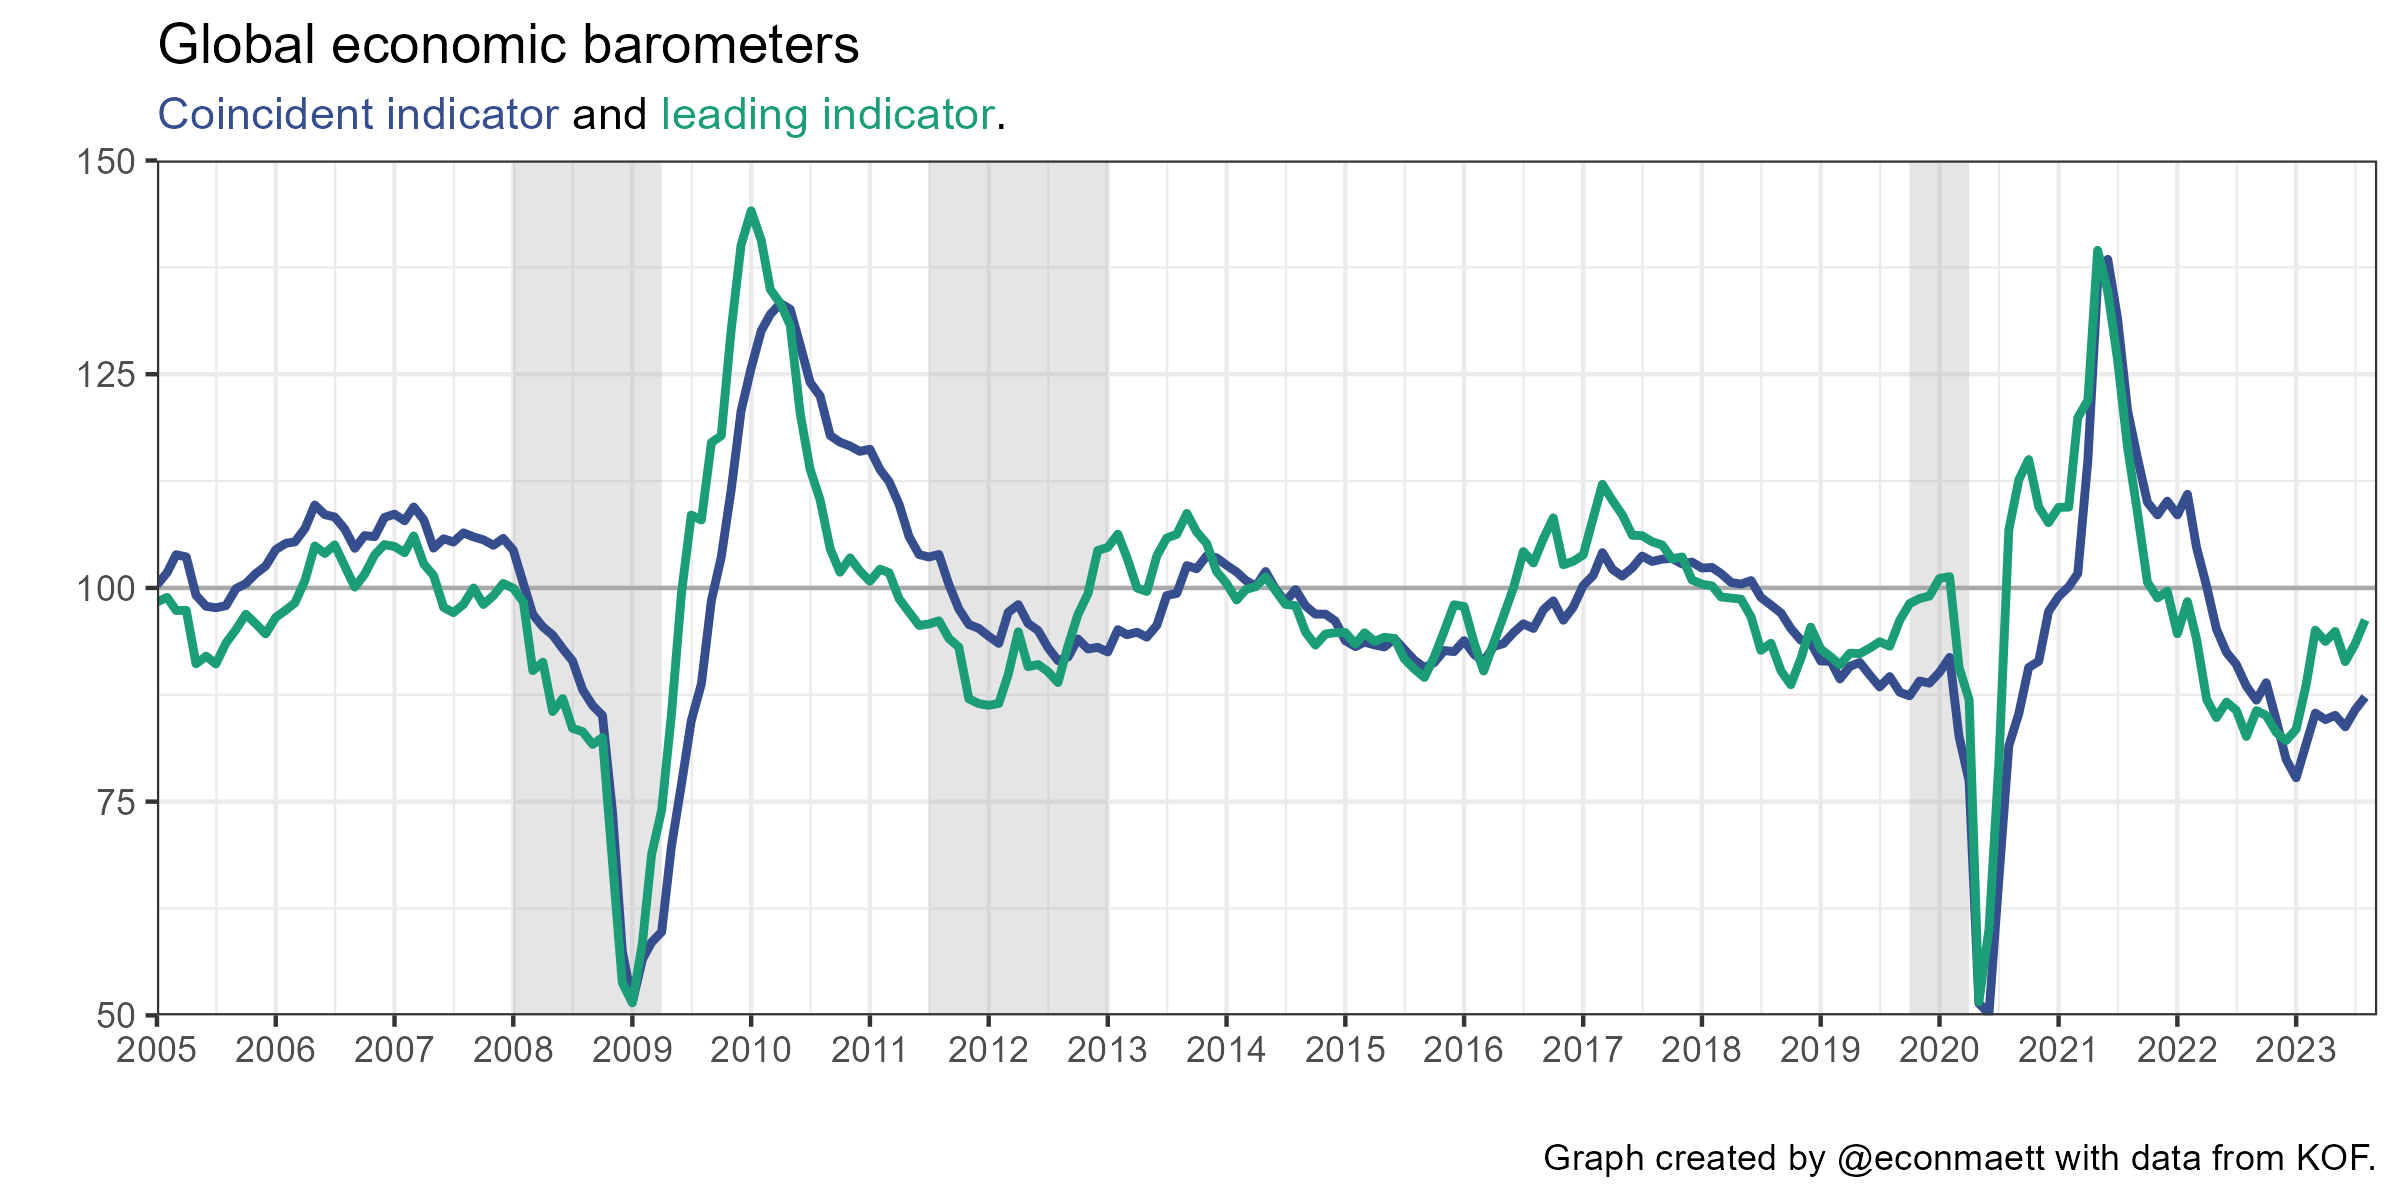 Global economic barometers
Coincident indicator and leading indicator.
150
125
100
75
50
2005 2006 2007 2008 2009 2010 2011 2012 2013 2014 2015 2016 2017 2018 2019 2020 2021 2022 2023
Graph created by @econmaett with data from KOF.